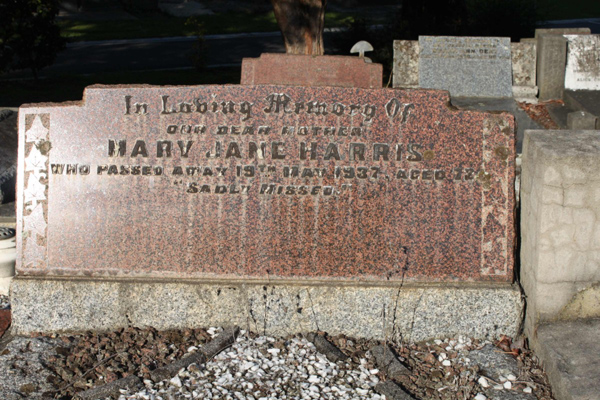 In Loving Memory Of
OUR DEAR MOTHER
MARY JANE HARRIS
WHO PASSED AWAY 19TH MAY 1937, AGED
"SADLY MISSED"